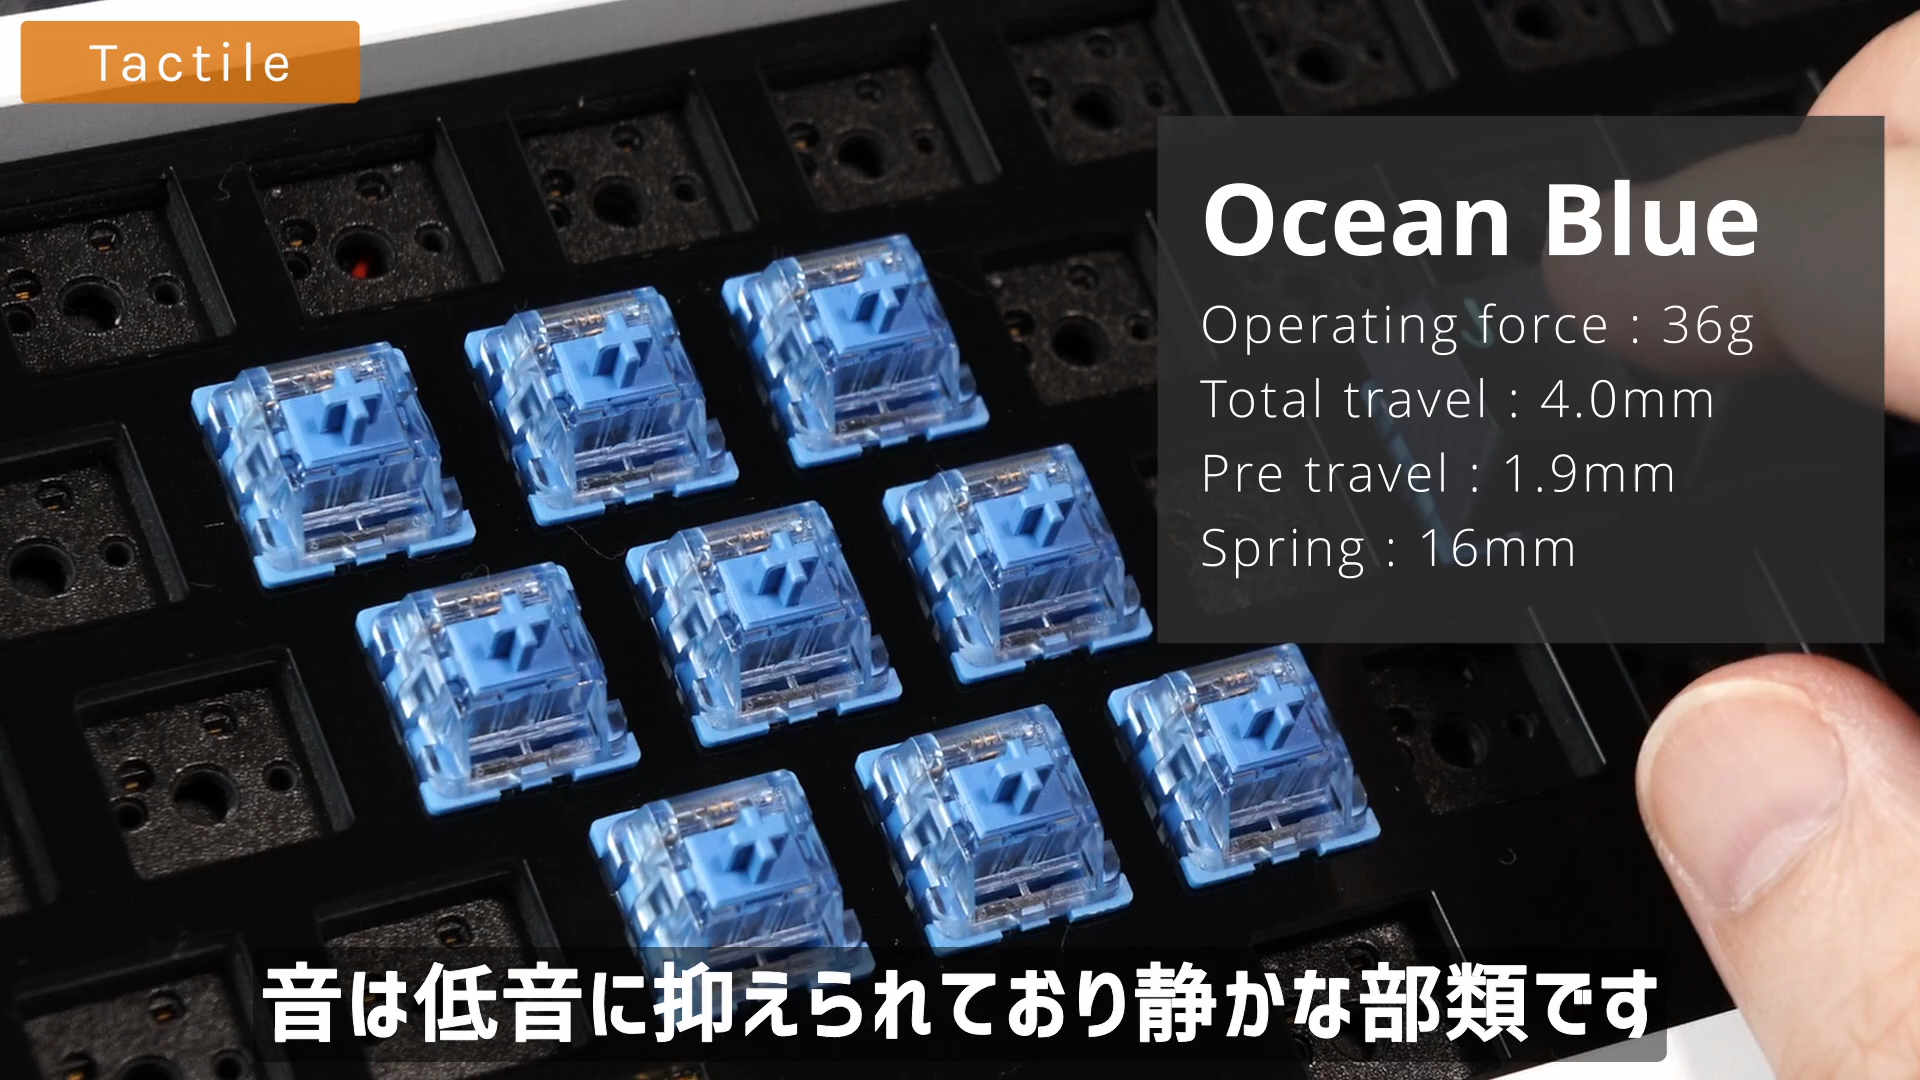 Tactile
Ocean Blue
Operating force : 36g
Total travel : 4.0mm
Pre travel : 1.9mm
Spring : 16mm
音は低音に抑えられており静かな部類です